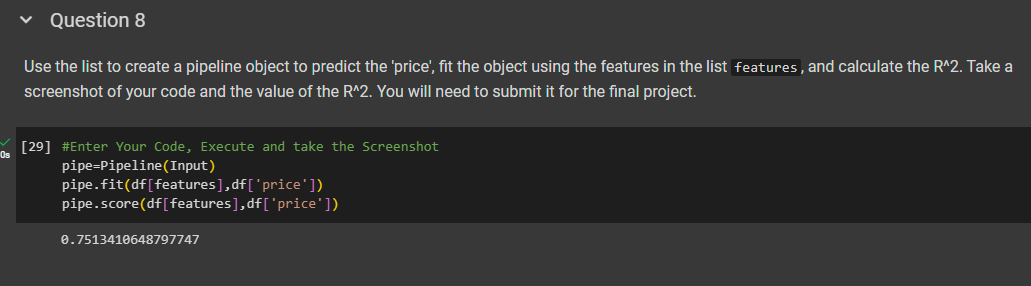 Question 8
Use the list to create a pipeline object to predict the 'price', fit the object using the features in the list features, and calculate the R^2. Take a
screenshot of your code and the value of the R^2. You will need to submit it for the final project.
0s
[29] #Enter Your Code, Execute and take the Screenshot
pipe=Pipeline(Input)
pipe.fit(df[features],df['price'])
pipe.score(df[features],df['price'])
0.7513410648797747